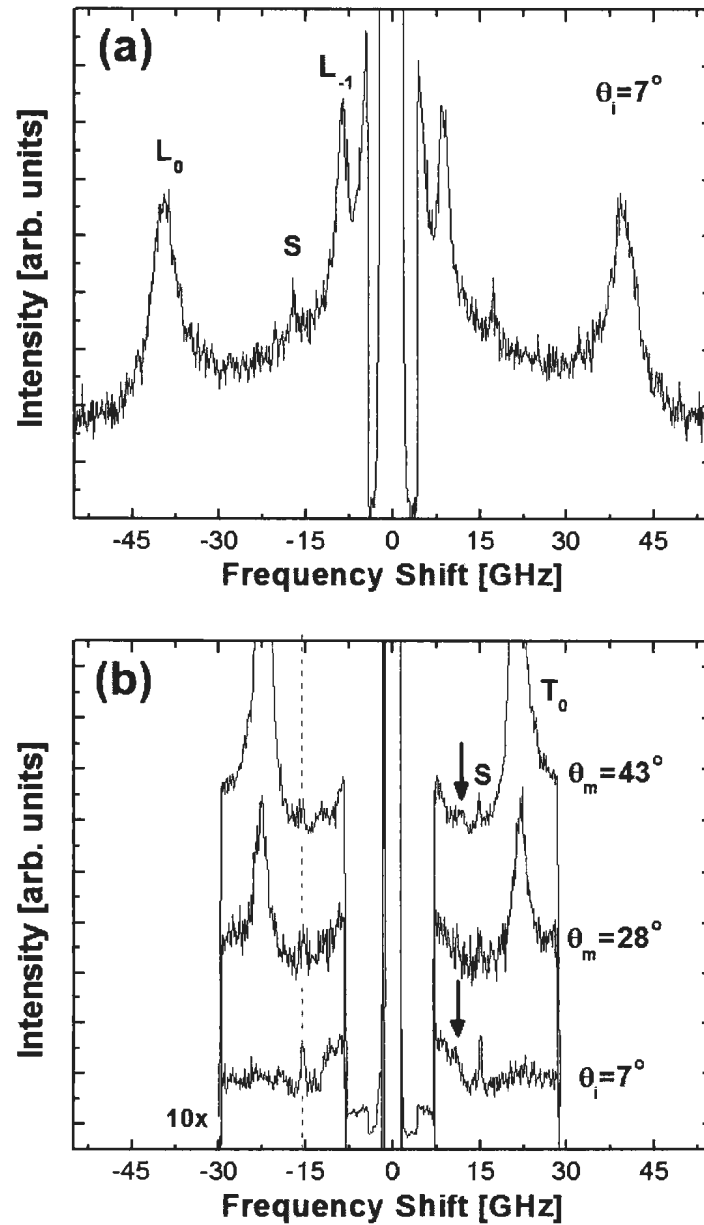 (a)
L₋₁
θᵢ=7°
L₀
S
Intensity [arb. units]
-45 -30 -15 0 15 30 45
Frequency Shift [GHz]
(b)
T₀
S
θₘ=43°
θₘ=28°
θᵢ=7°
10x
Intensity [arb. units]
-45 -30 -15 0 15 30 45
Frequency Shift [GHz]